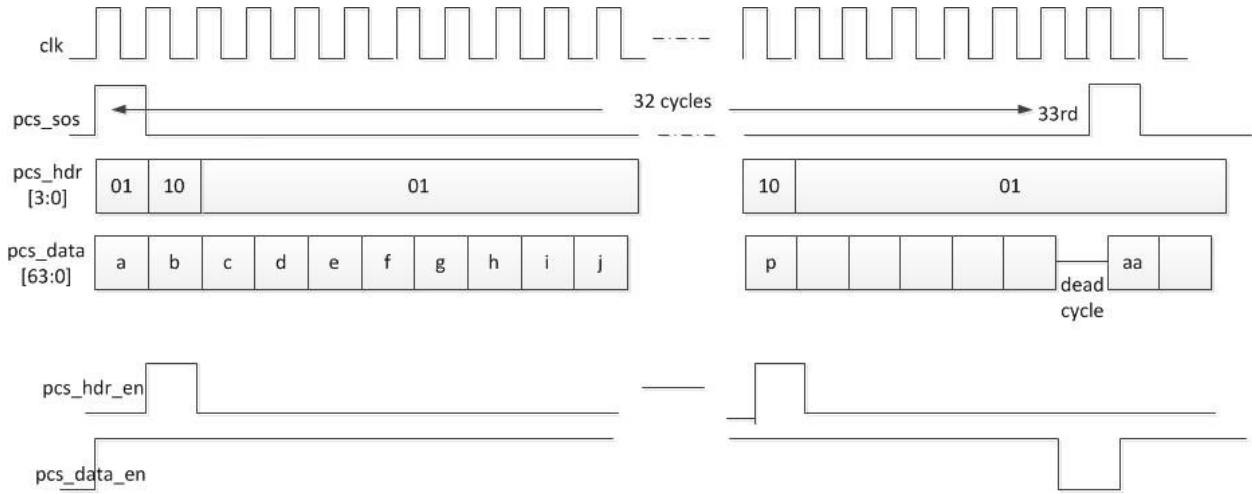 clk
pcs_sos
32 cycles
33rd
pcs_hdr
[3:0]
01 10 01
10 01
pcs_data
[63:0]
a b c d e f g h i j
p
dead
cycle
aa
pcs_hdr_en
pcs_data_en